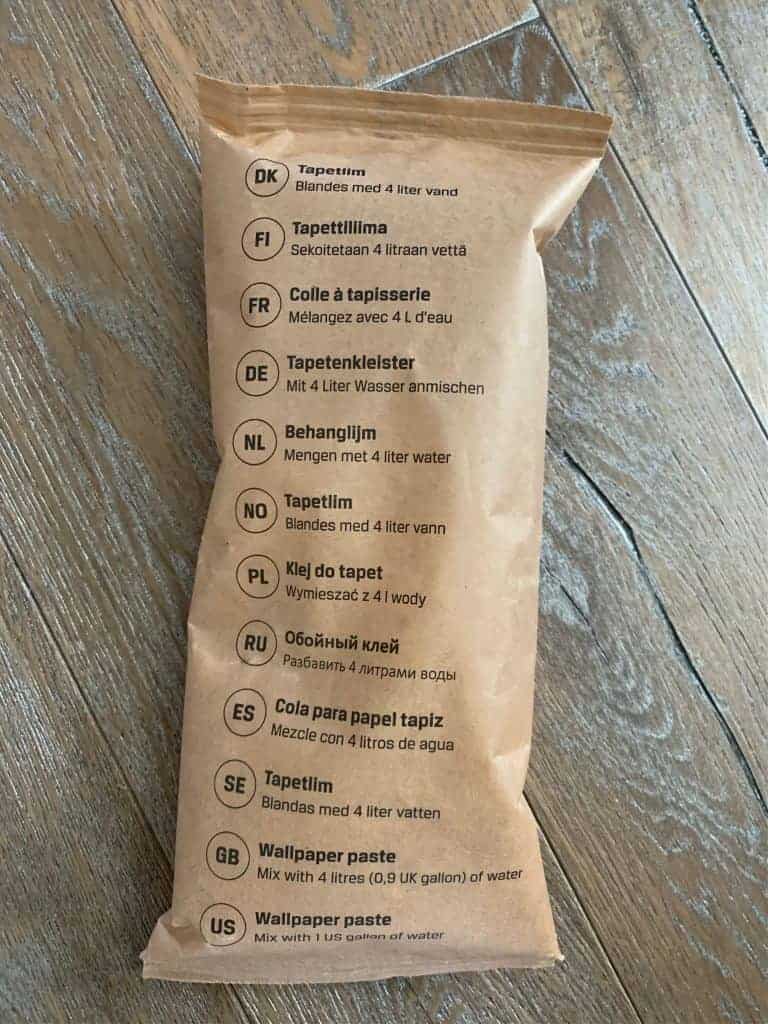 DK Tapetlim
Blandes med 4 liter vand
FI Tapettiliima
Sekoitetaan 4 litraan vettä
FR Colle à tapisserie
Mélangez avec 4 L d'eau
DE Tapetenkleister
Mit 4 Liter Wasser anmischen
NL Behanglijm
Mengen met 4 liter water
NO Tapetlim
Blandes med 4 liter vann
PL Klej do tapet
Wymieszać z 4 l wody
RU Обойный клей
Разбавить 4 литрами воды
ES Cola para papel tapiz
Mezcle con 4 litros de agua
SE Tapetlim
Blandas med 4 liter vatten
GB Wallpaper paste
Mix with 4 litres (0,9 UK gallon) of water
US Wallpaper paste
Mix with 1 US gallon of water